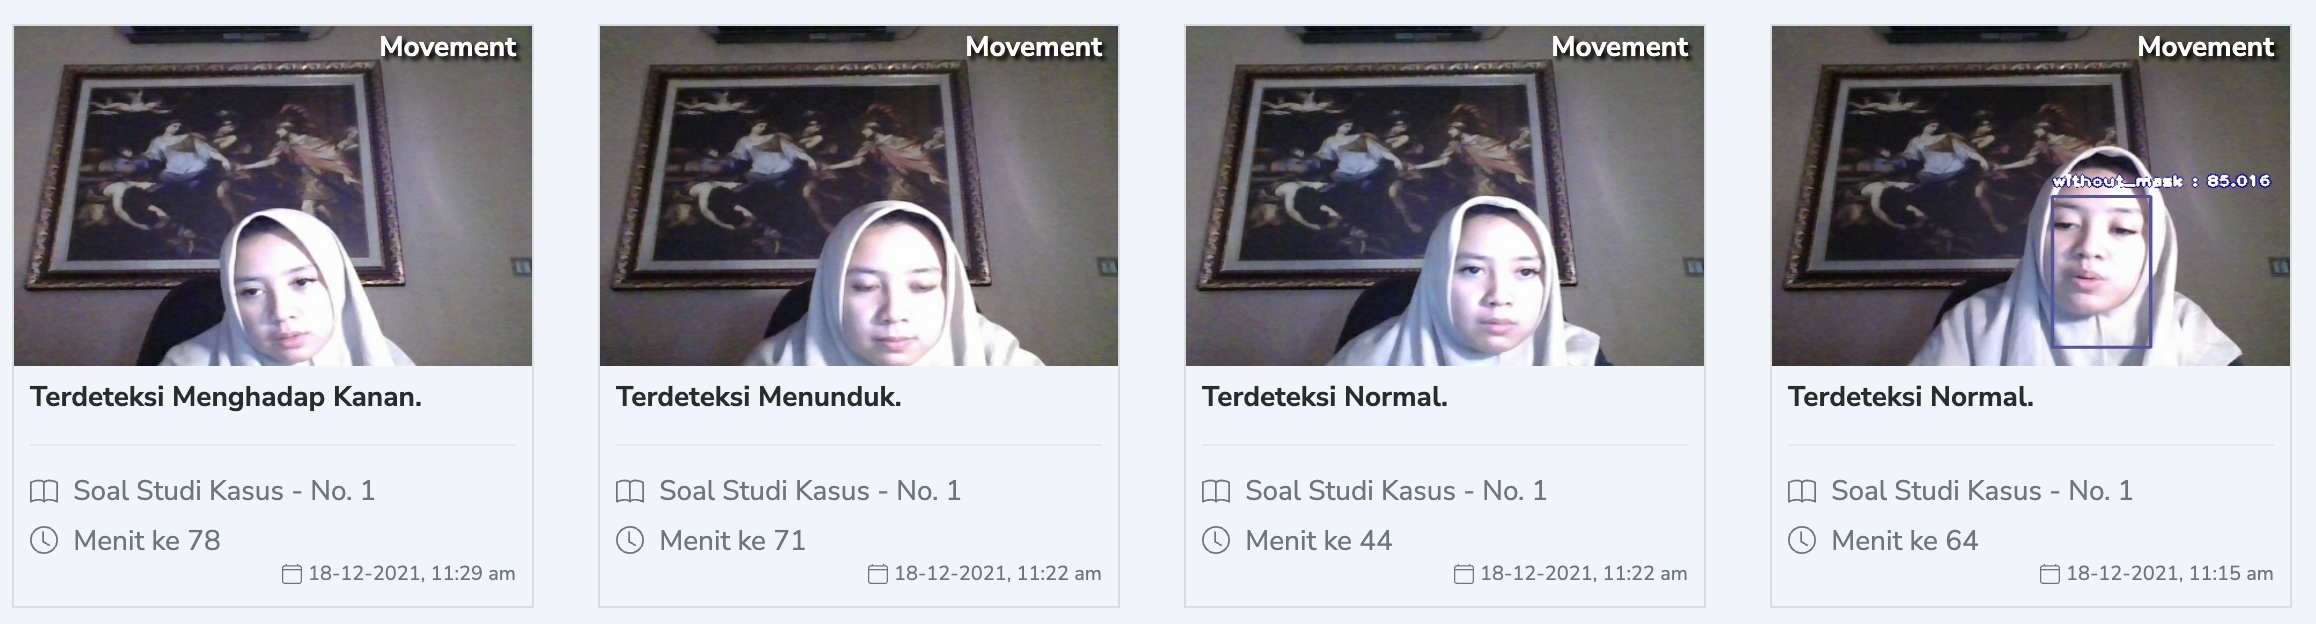 Movement
Terdeteksi Menghadap Kanan.
Soal Studi Kasus - No. 1
Menit ke 78
18-12-2021, 11:29 am
Movement
Terdeteksi Menunduk.
Soal Studi Kasus - No. 1
Menit ke 71
18-12-2021, 11:22 am
Movement
Terdeteksi Normal.
Soal Studi Kasus - No. 1
Menit ke 44
18-12-2021, 11:22 am
Movement
without_mask : 85.016
Terdeteksi Normal.
Soal Studi Kasus - No. 1
Menit ke 64
18-12-2021, 11:15 am